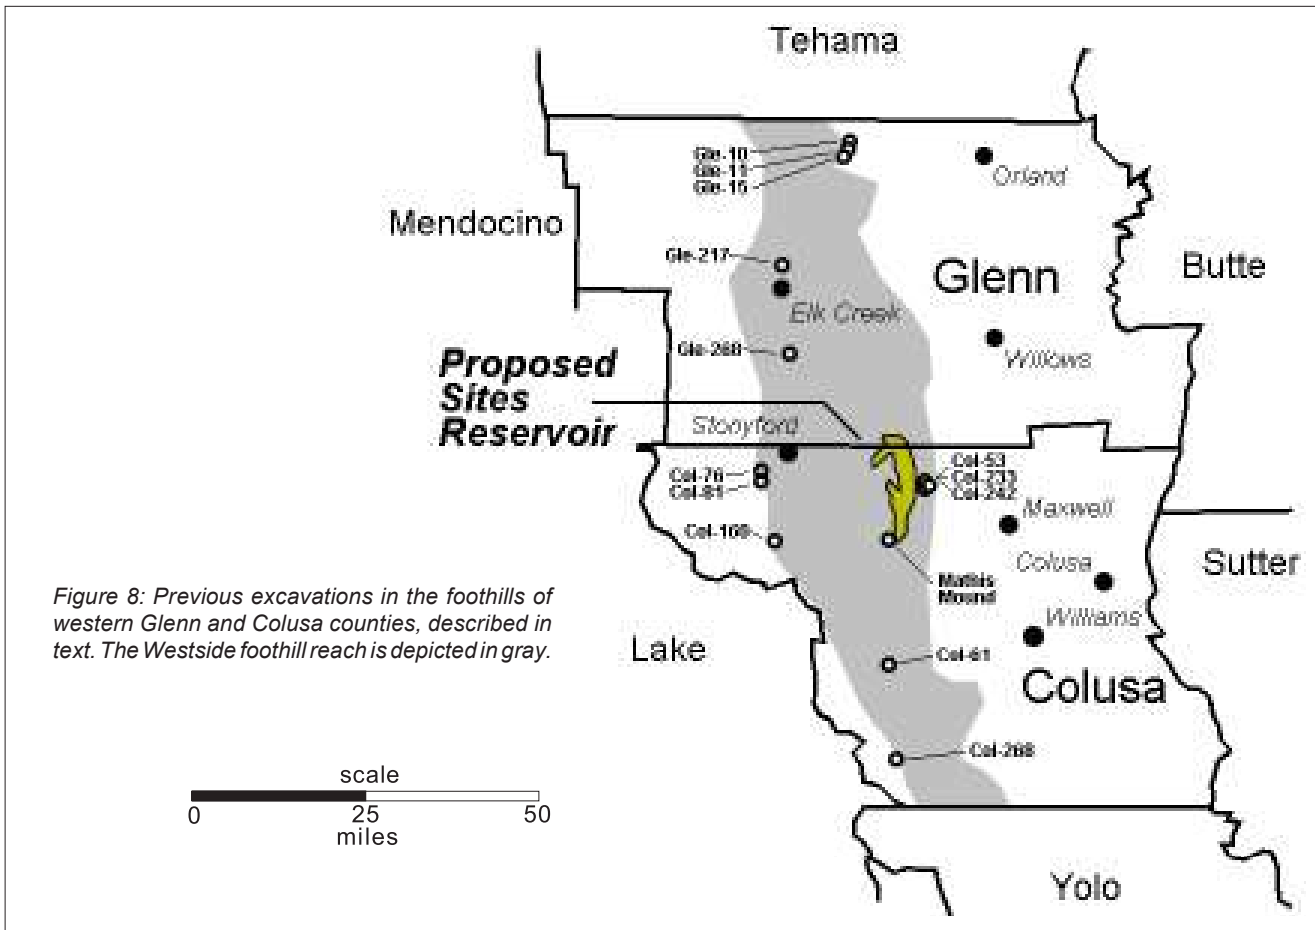 Tehama
Gle-10
Gle-11
Gle-15
Orland
Mendocino
Gle-217
Glenn
Butte
Elk Creek
Gle-268
Willows
Proposed
Sites
Reservoir
Stonyford
Col-76
Col-81
Col-53
Col-233
Col-242
Maxwell
Col-160
Colusa
Sutter
Mathis
Mound
Figure 8: Previous excavations in the foothills of
western Glenn and Colusa counties, described in
text. The Westside foothill reach is depicted in gray.
Williams
Lake
Col-61
Colusa
Col-268
scale
0 25 50
miles
Yolo